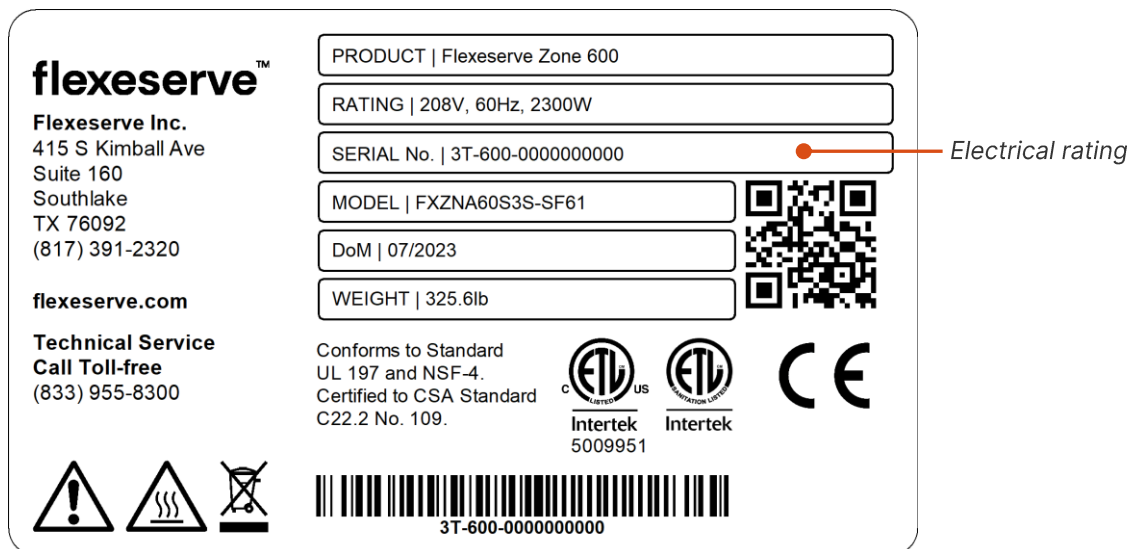 flexeserve™
Flexeserve Inc.
415 S Kimball Ave
Suite 160
Southlake
TX 76092
(817) 391-2320
flexeserve.com
Technical Service
Call Toll-free
(833) 955-8300
PRODUCT | Flexeserve Zone 600
RATING | 208V, 60Hz, 2300W
SERIAL No. | 3T-600-0000000000
Electrical rating
MODEL | FXZNA60S3S-SF61
DoM | 07/2023
WEIGHT | 325.6lb
Conforms to Standard
UL 197 and NSF-4.
Certified to CSA Standard
C22.2 No. 109.
C ETL US
LISTED
Intertek
5009951
ETL
SANITATION LISTED
Intertek
CE
3T-600-0000000000